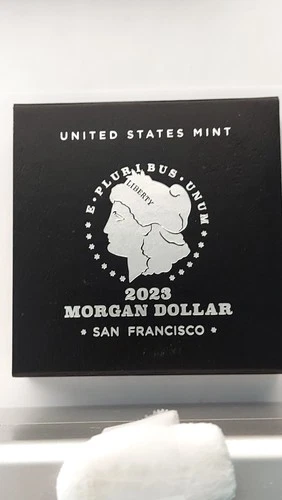 UNITED STATES MINT
E·PLURIBUS·UNUM
LIBERTY
2023
MORGAN DOLLAR
* SAN FRANCISCO *